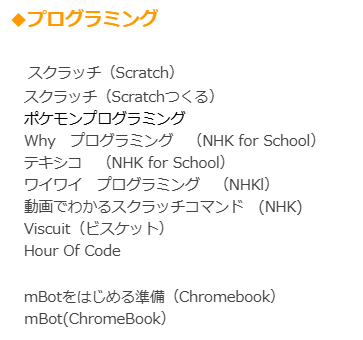 ◆プログラミング
スクラッチ（Scratch）
スクラッチ（Scratchつくる）
ポケモンプログラミング
Why　プログラミング　（NHK for School）
テキシコ　（NHK for School）
ワイワイ　プログラミング　（NHKl）
動画でわかるスクラッチコマンド　(NHK)
Viscuit（ビスケット）
Hour Of Code
mBotをはじめる準備（Chromebook）
mBot(ChromeBook）